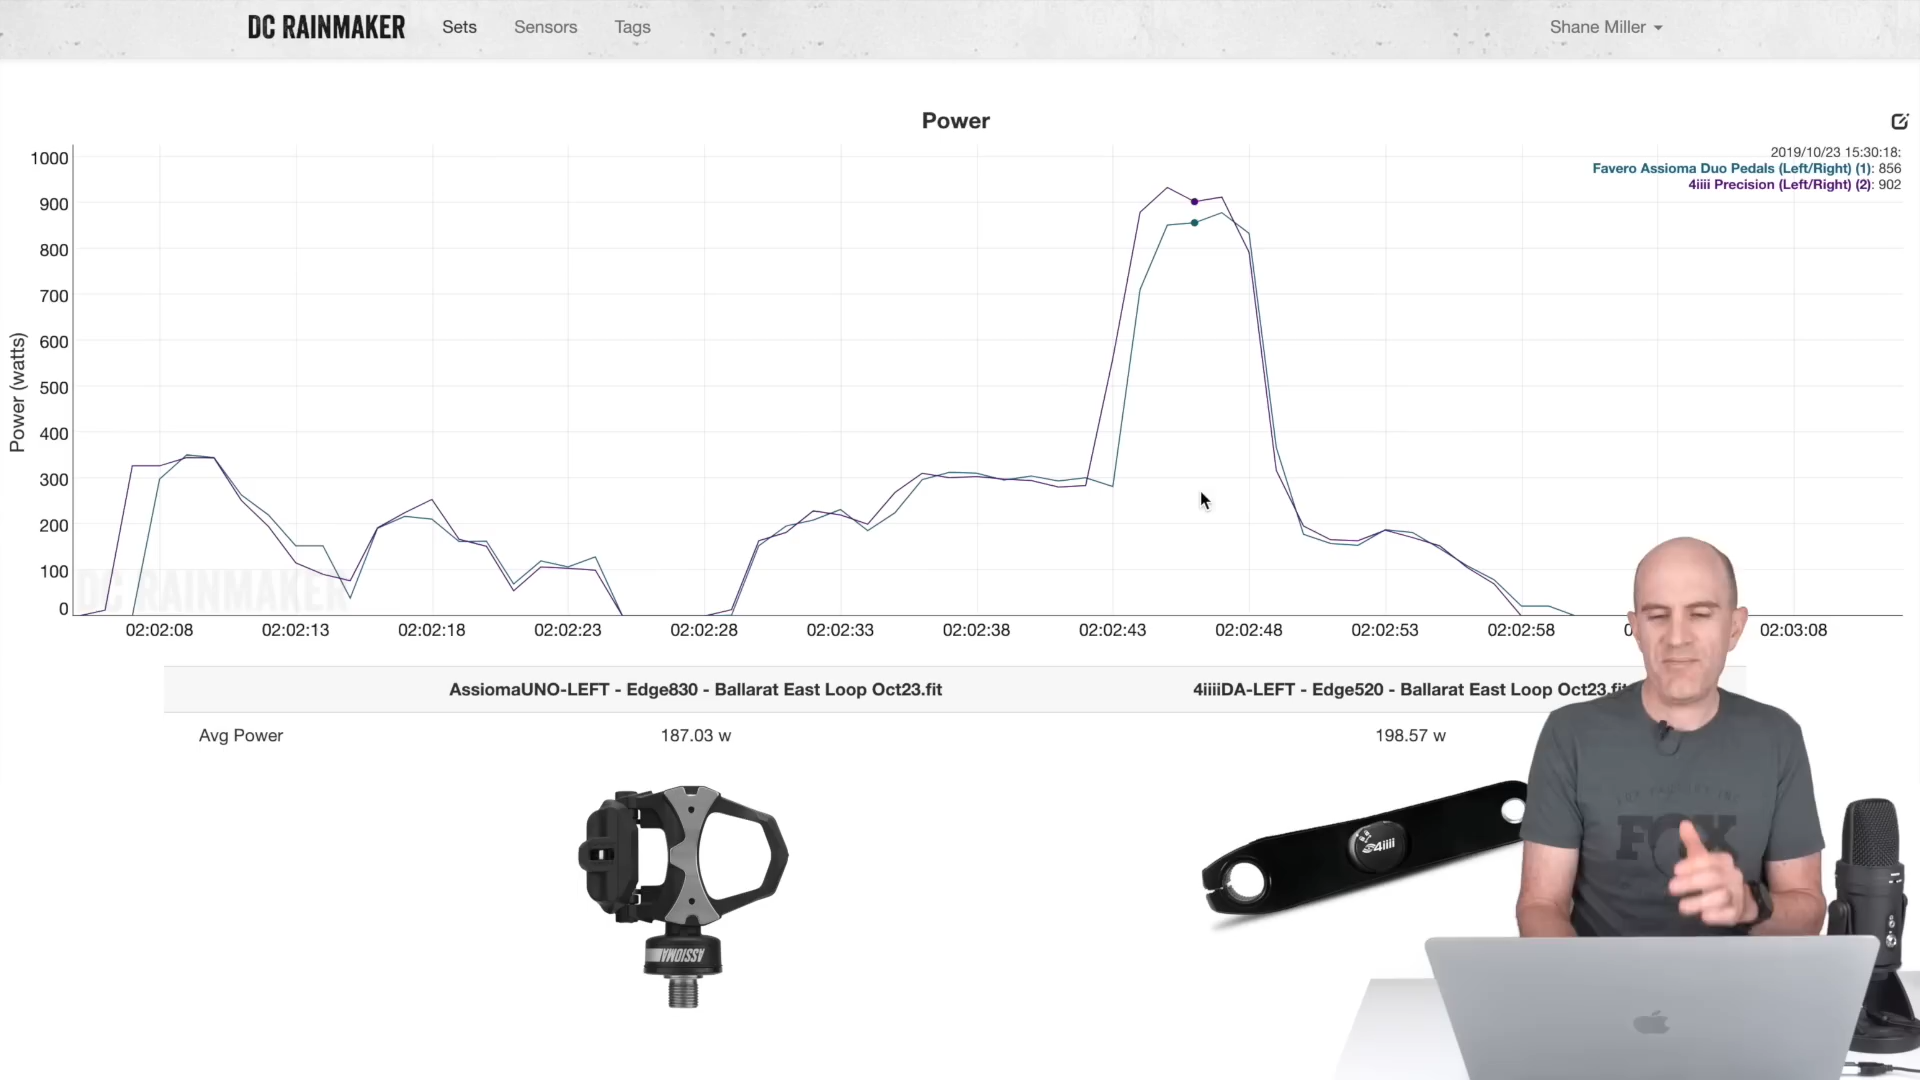 DC RAINMAKER
Sets
Sensors
Tags
Shane Miller
Power
2019/10/23 15:30:18:
Favero Assioma Duo Pedals (Left/Right) (1): 856
4iiii Precision (Left/Right) (2): 902
Power (watts)
1000
900
800
700
600
500
400
300
200
100
0
DC RAINMAKER
02:02:08
02:02:13
02:02:18
02:02:23
02:02:28
02:02:33
02:02:38
02:02:43
02:02:48
02:02:53
02:02:58
02:03:08
AssiomaUNO-LEFT - Edge830 - Ballarat East Loop Oct23.fit
4iiiiDA-LEFT - Edge520 - Ballarat East Loop Oct23.fit
Avg Power
187.03 w
198.57 w
ASSIOMA
4iiii
FOX